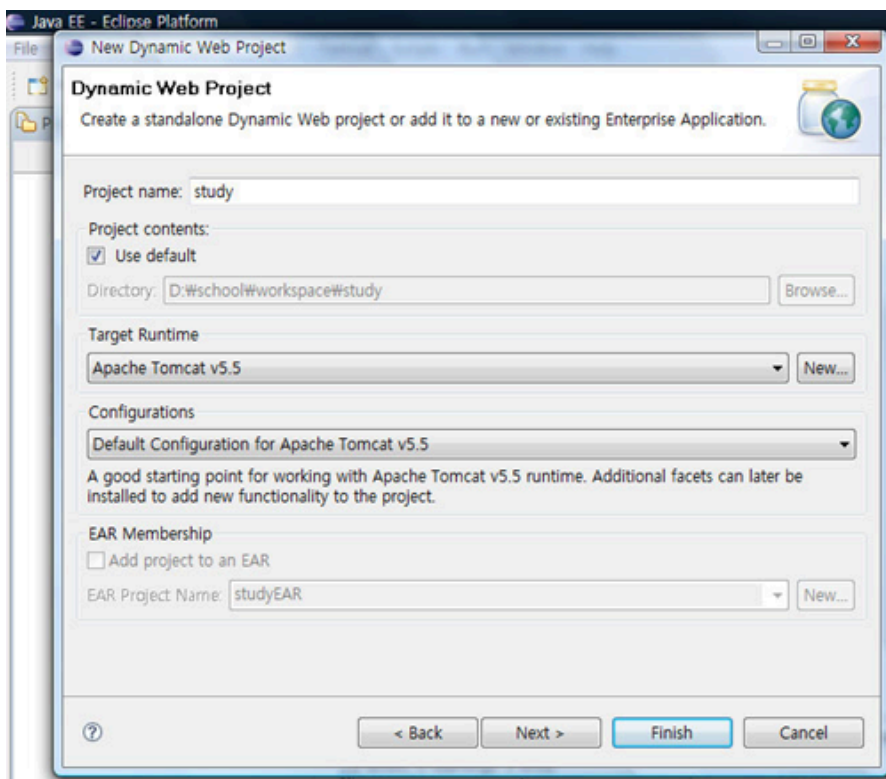 Java EE - Eclipse Platform
File
New Dynamic Web Project
Dynamic Web Project
Create a standalone Dynamic Web project or add it to a new or existing Enterprise Application.
P
Project name: study
Project contents:
Use default
Directory: D:₩school₩workspace₩study Browse...
Target Runtime
Apache Tomcat v5.5 New...
Configurations
Default Configuration for Apache Tomcat v5.5
A good starting point for working with Apache Tomcat v5.5 runtime. Additional facets can later be
installed to add new functionality to the project.
EAR Membership
Add project to an EAR
EAR Project Name: studyEAR New...
? < Back Next > Finish Cancel